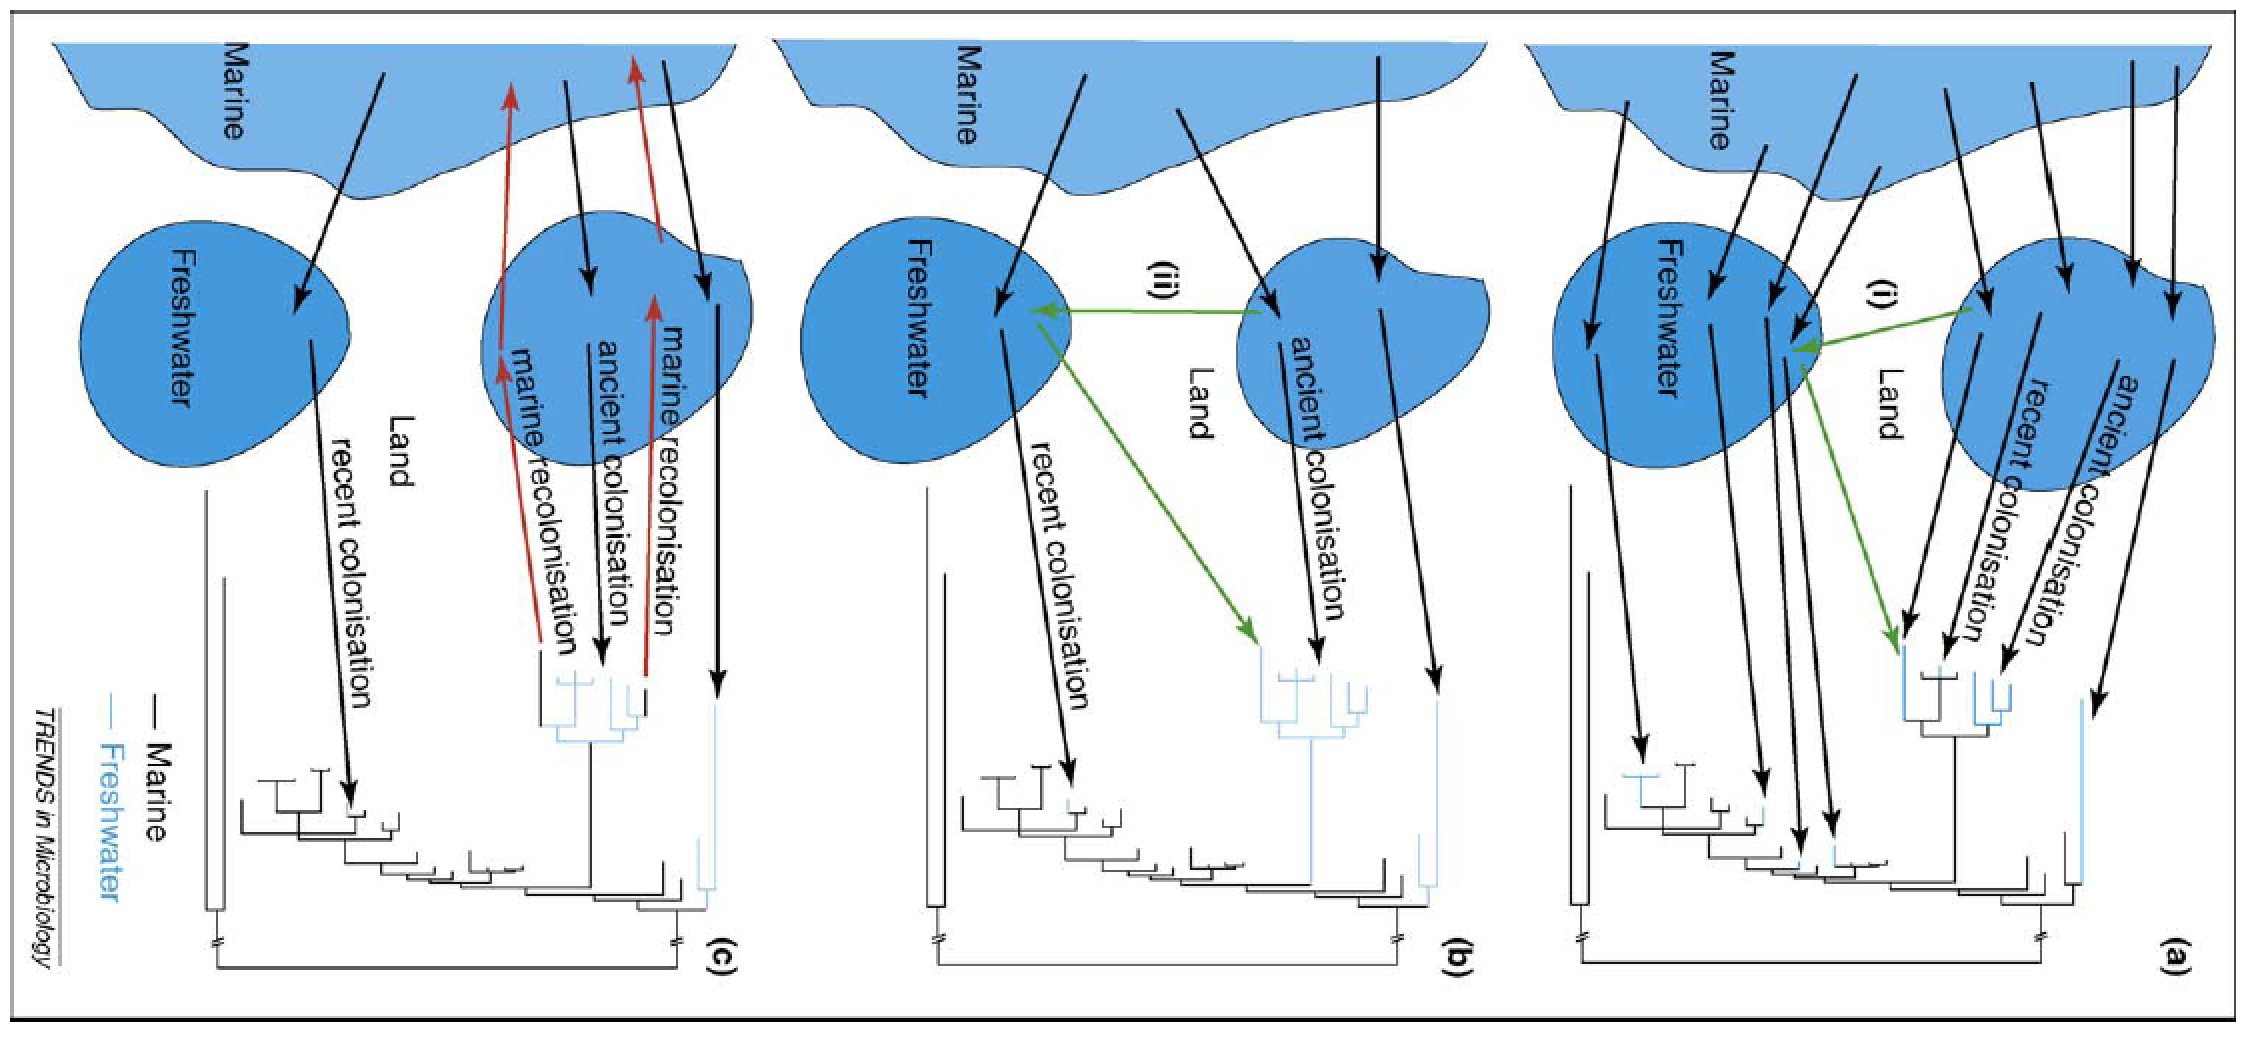 (a)
Marine
Freshwater
Land
(i)
ancient colonisation
recent colonisation
(b)
Marine
Freshwater
Land
(ii)
ancient colonisation
recent colonisation
(c)
Marine
Freshwater
Land
marine recolonisation
ancient colonisation
marine recolonisation
recent colonisation
Marine
Freshwater
TRENDS in Microbiology